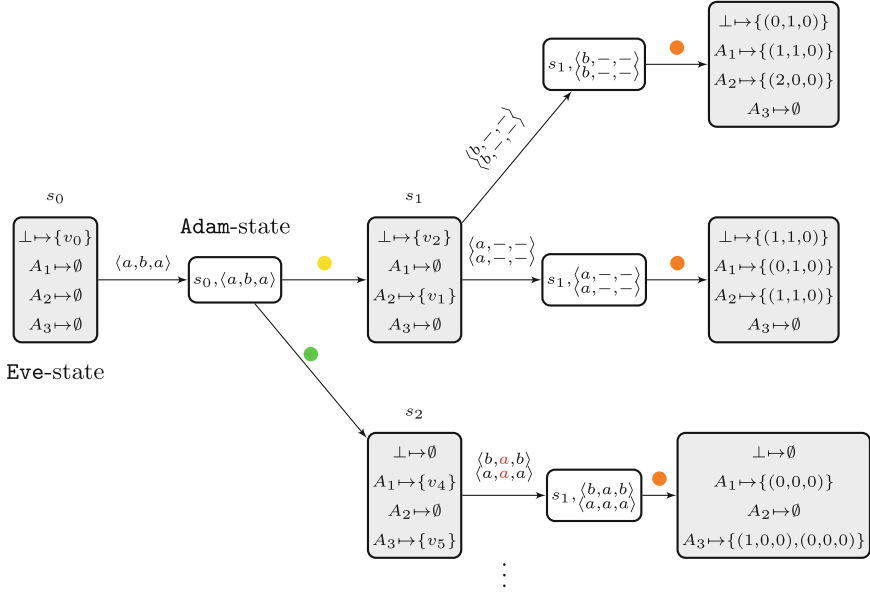 ⊥↦{(0,1,0)}
A₁↦{(1,1,0)}
A₂↦{(2,0,0)}
A₃↦∅
s₁,⟨b,−,−⟩
⟨b,−,−⟩
⟨b,−,−⟩
⟨b,−,−⟩
s₀
⊥↦{v₀}
A₁↦∅
A₂↦∅
A₃↦∅
Eve-state
⟨a,b,a⟩
Adam-state
s₀,⟨a,b,a⟩
s₁
⊥↦{v₂}
A₁↦∅
A₂↦{v₁}
A₃↦∅
⟨a,−,−⟩
⟨a,−,−⟩
s₁,⟨a,−,−⟩
⟨a,−,−⟩
⊥↦{(1,1,0)}
A₁↦{(0,1,0)}
A₂↦{(1,1,0)}
A₃↦∅
s₂
⊥↦∅
A₁↦{v₄}
A₂↦∅
A₃↦{v₅}
⟨b,a,b⟩
⟨a,a,a⟩
s₁,⟨b,a,b⟩
⟨a,a,a⟩
⊥↦∅
A₁↦{(0,0,0)}
A₂↦∅
A₃↦{(1,0,0),(0,0,0)}
⋮